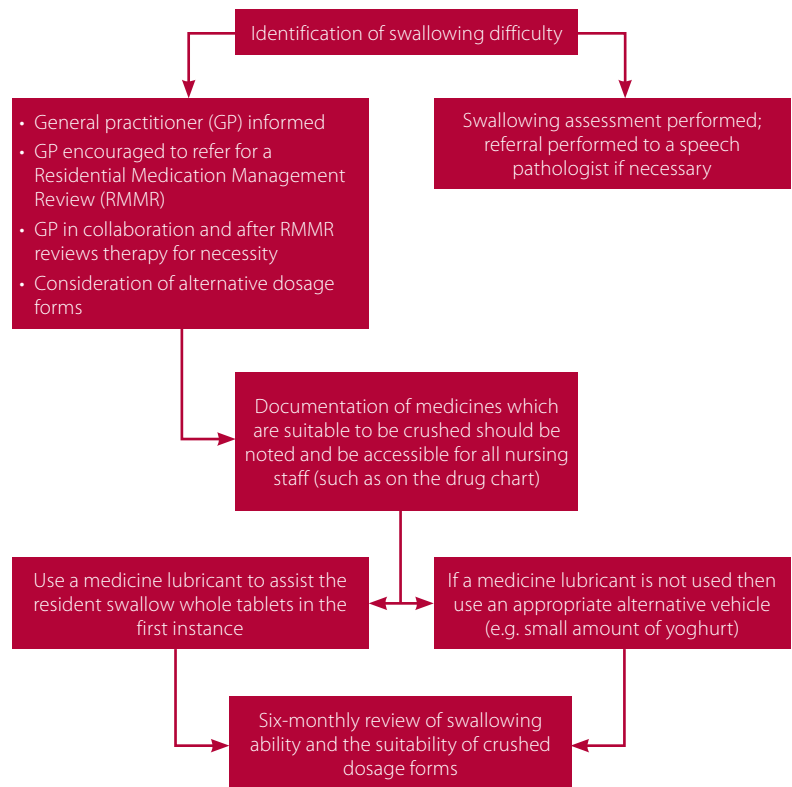 Identification of swallowing difficulty
• General practitioner (GP) informed
• GP encouraged to refer for a
Residential Medication Management
Review (RMMR)
• GP in collaboration and after RMMR
reviews therapy for necessity
• Consideration of alternative dosage
forms
Swallowing assessment performed;
referral performed to a speech
pathologist if necessary
Documentation of medicines which
are suitable to be crushed should be
noted and be accessible for all nursing
staff (such as on the drug chart)
Use a medicine lubricant to assist the
resident swallow whole tablets in the
first instance
If a medicine lubricant is not used then
use an appropriate alternative vehicle
(e.g. small amount of yoghurt)
Six-monthly review of swallowing
ability and the suitability of crushed
dosage forms